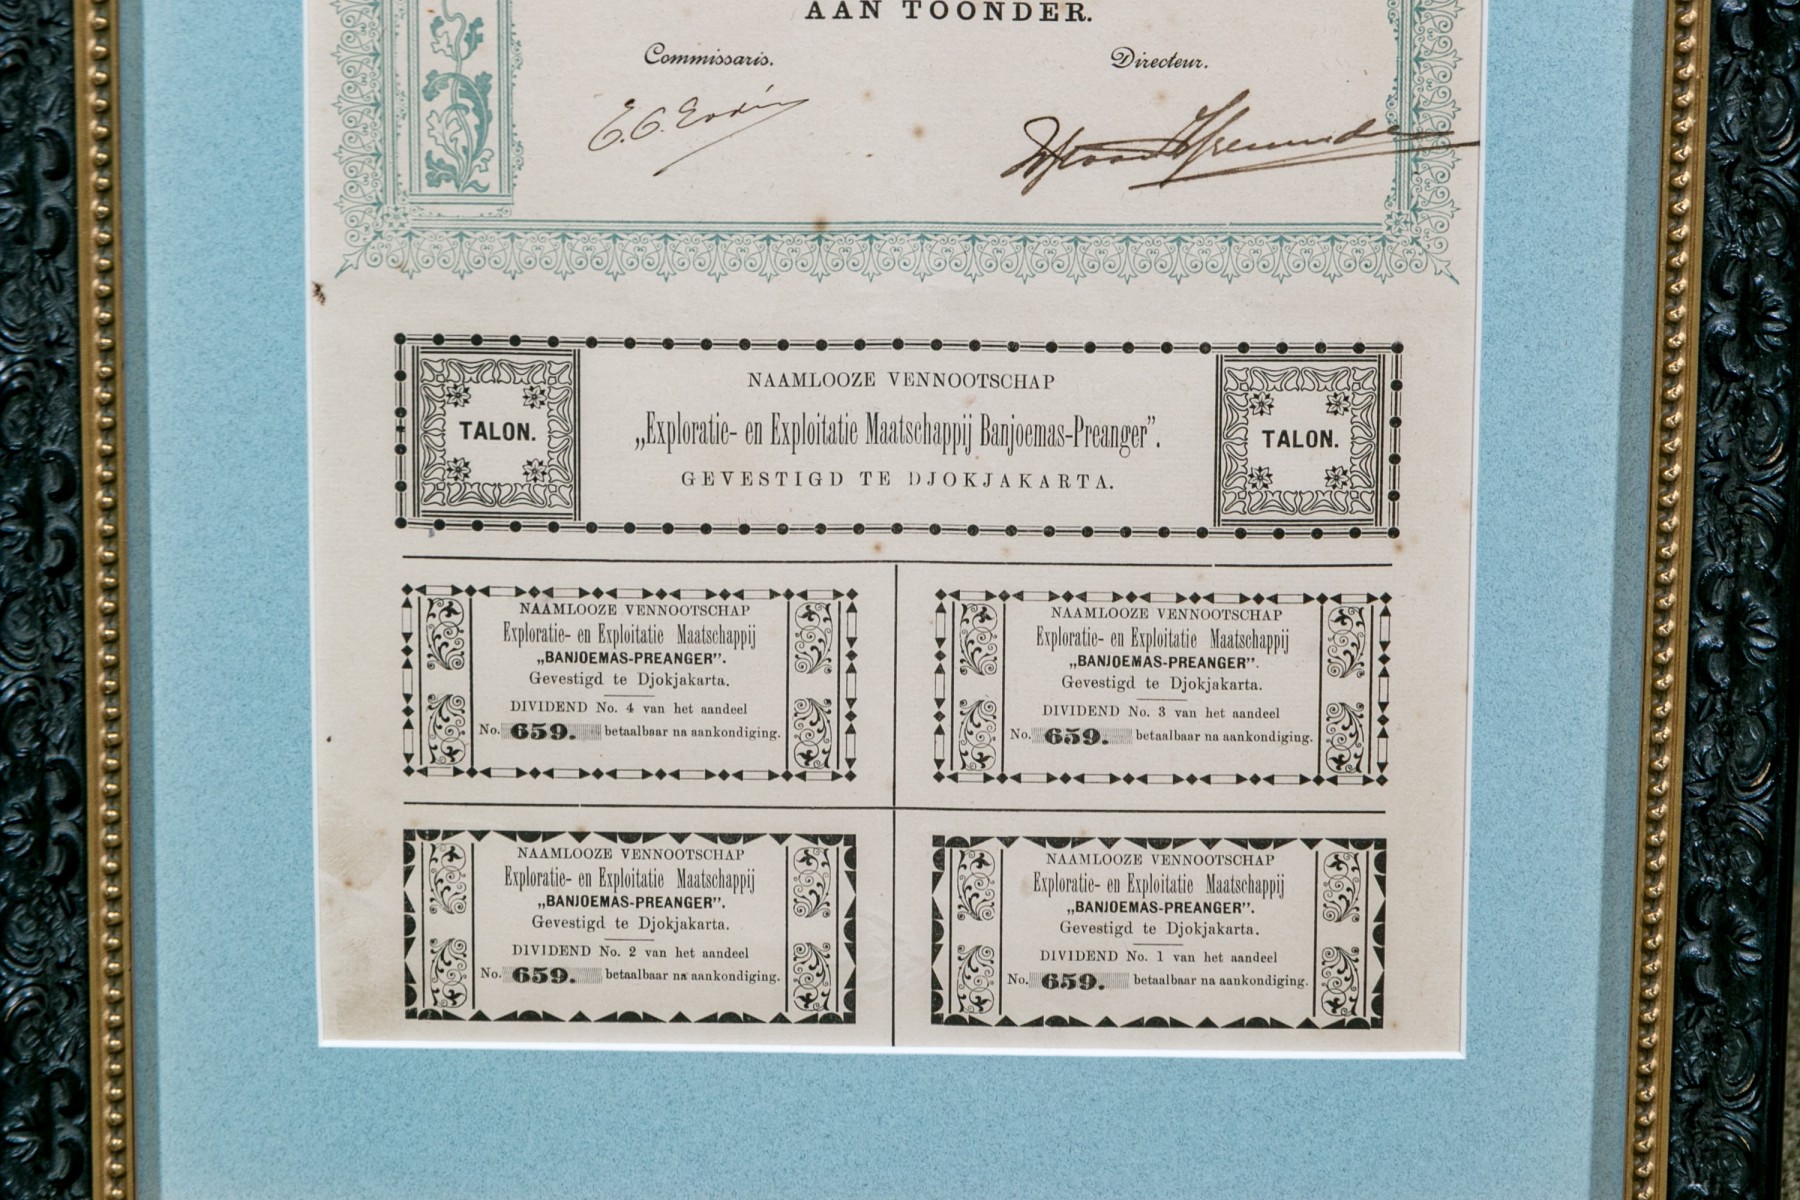 AAN TOONDER.
Commissaris.
Directeur.
TALON.
NAAMLOOZE VENNOOTSCHAP
„Exploratie- en Exploitatie Maatschappij Banjoemas-Preanger”.
GEVESTIGD TE DJOKJAKARTA.
TALON.
NAAMLOOZE VENNOOTSCHAP
Exploratie- en Exploitatie Maatschappij
„BANJOEMAS-PREANGER”.
Gevestigd te Djokjakarta.
DIVIDEND No. 4 van het aandeel
No. 659. betaalbaar na aankondiging.
NAAMLOOZE VENNOOTSCHAP
Exploratie- en Exploitatie Maatschappij
„BANJOEMAS-PREANGER”.
Gevestigd te Djokjakarta.
DIVIDEND No. 3 van het aandeel
No. 659. betaalbaar na aankondiging.
NAAMLOOZE VENNOOTSCHAP
Exploratie- en Exploitatie Maatschappij
„BANJOEMAS-PREANGER”.
Gevestigd te Djokjakarta.
DIVIDEND No. 2 van het aandeel
No. 659. betaalbaar na aankondiging.
NAAMLOOZE VENNOOTSCHAP
Exploratie- en Exploitatie Maatschappij
„BANJOEMAS-PREANGER”.
Gevestigd te Djokjakarta.
DIVIDEND No. 1 van het aandeel
No. 659. betaalbaar na aankondiging.